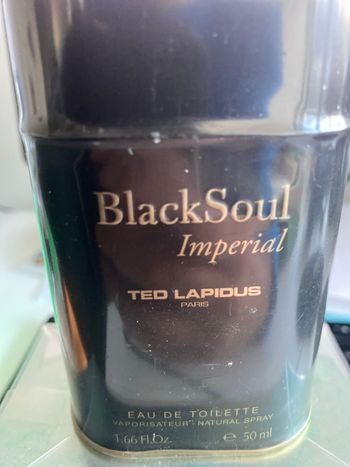 BlackSoul
Imperial
TED LAPIDUS
PARIS
EAU DE TOILETTE
VAPORISATEUR NATURAL SPRAY
1.66 Fl.Oz. ℮ 50 ml